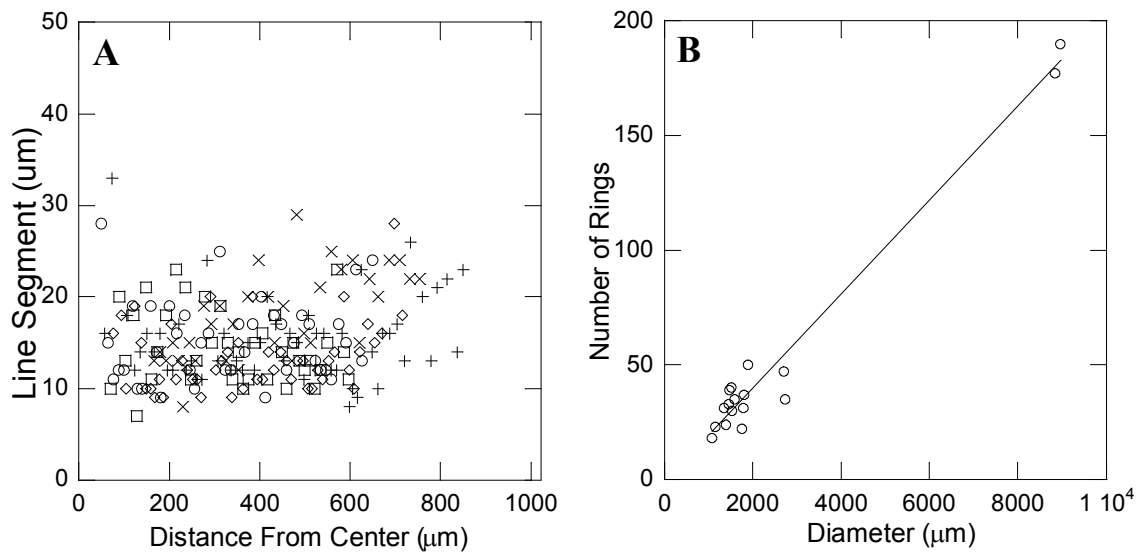 A
50
40
30
20
10
0
Line Segment (um)
0 200 400 600 800 1000
Distance From Center (μm)
B
200
150
100
50
0
Number of Rings
0 2000 4000 6000 8000 1 10⁴
Diameter (μm)